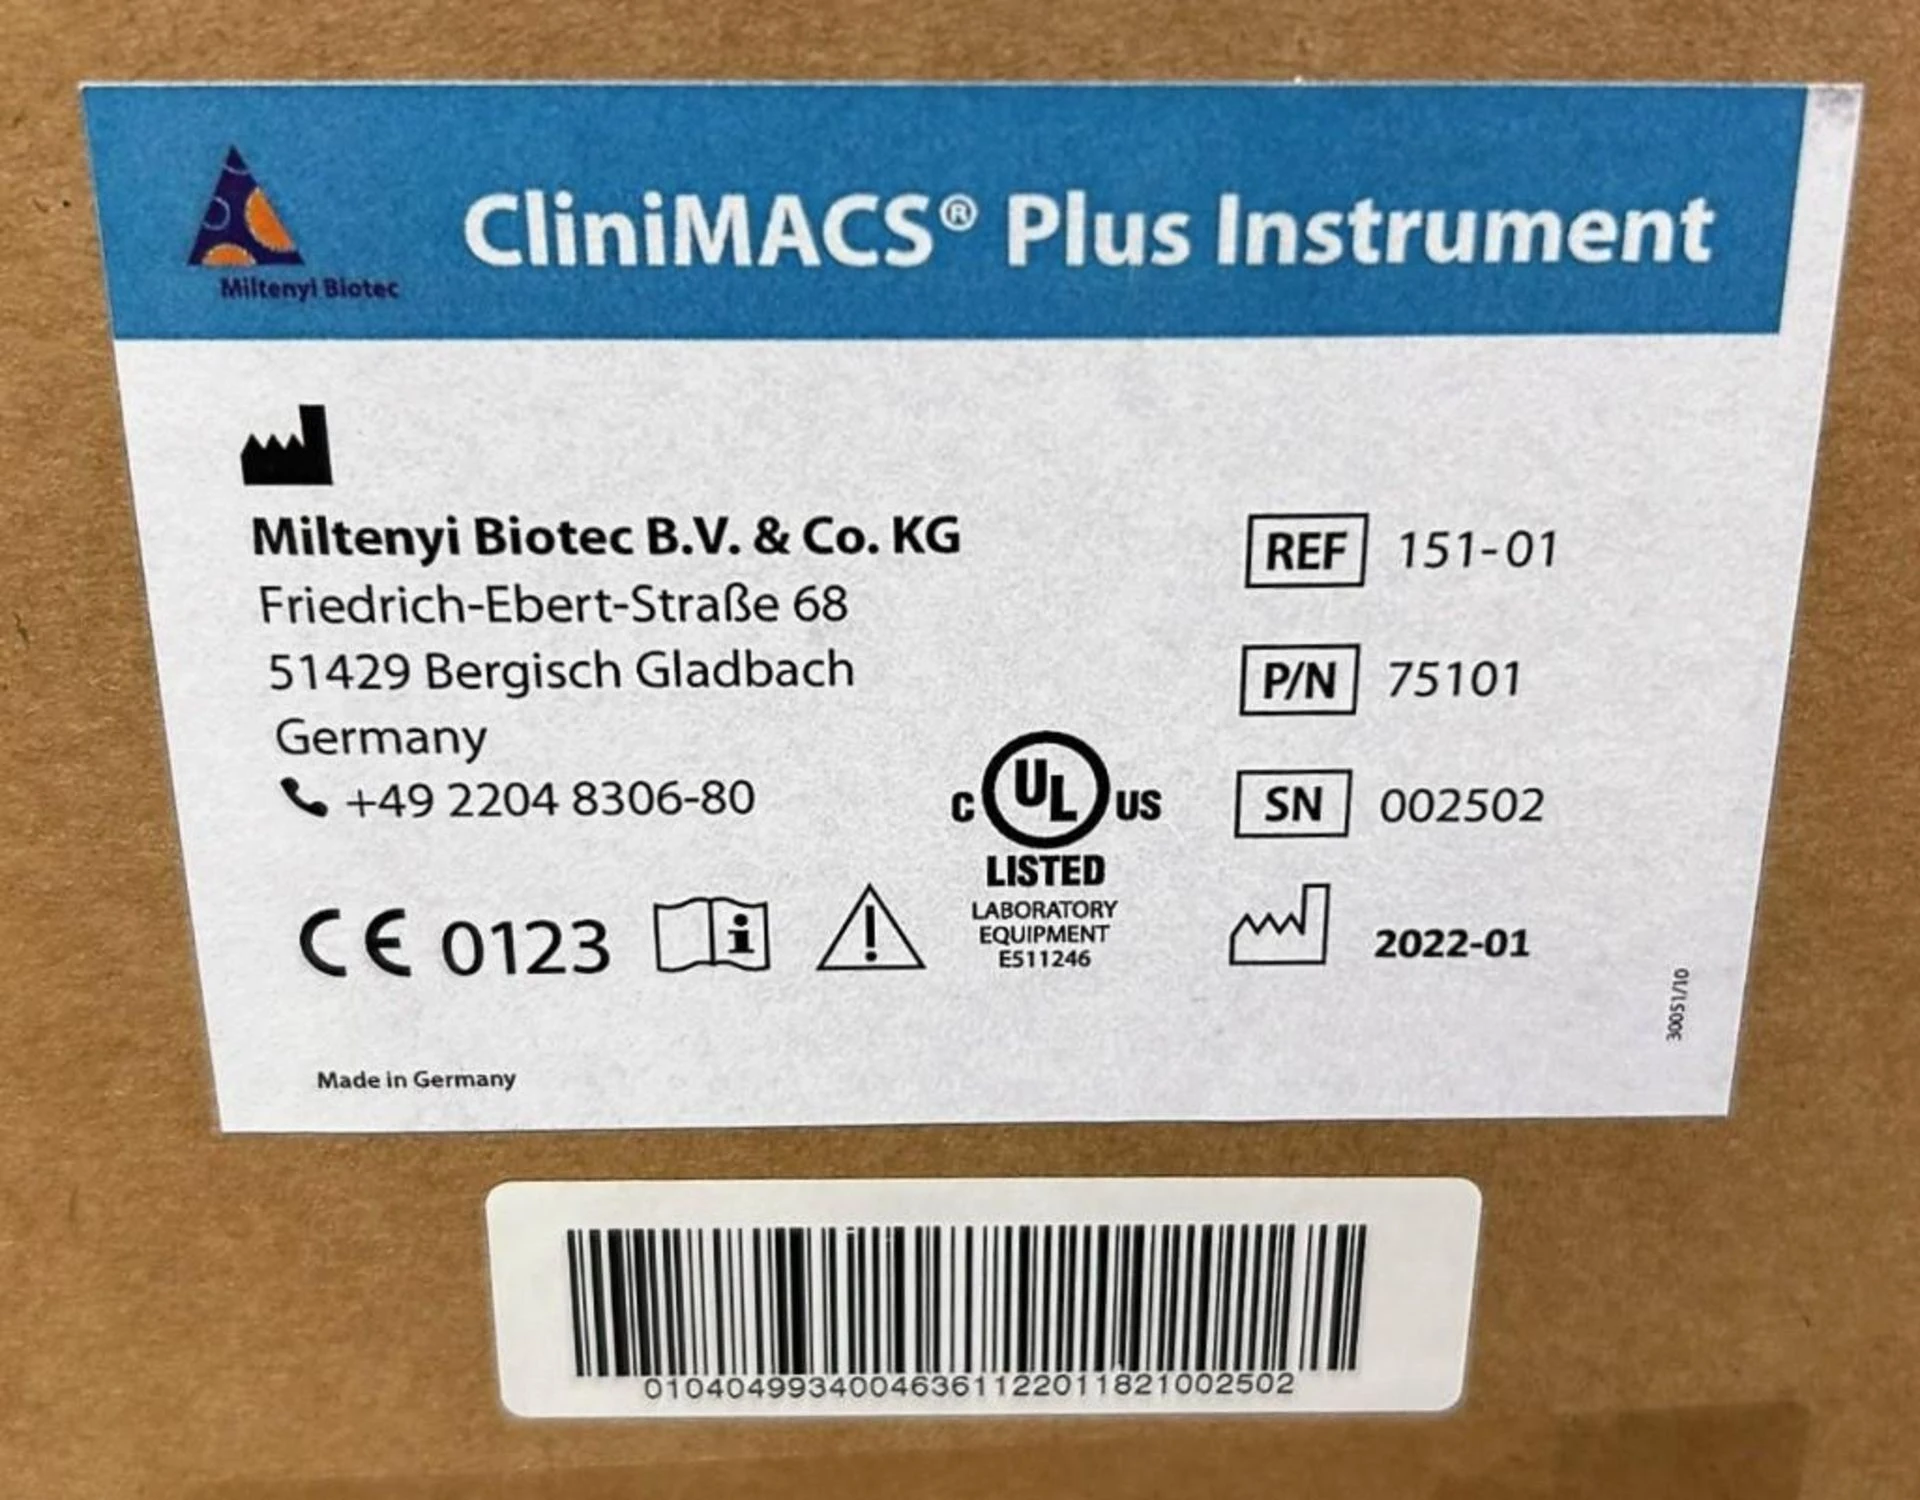 CliniMACS® Plus Instrument
Miltenyi Biotec
Miltenyi Biotec B.V. & Co. KG
Friedrich-Ebert-Straße 68
51429 Bergisch Gladbach
Germany
+49 2204 8306-80
REF 151-01
P/N 75101
SN 002502
2022-01
C UL US
LISTED
LABORATORY
EQUIPMENT
E511246
CE 0123
i
!
30051/10
Made in Germany
01040499340046361122011821002502